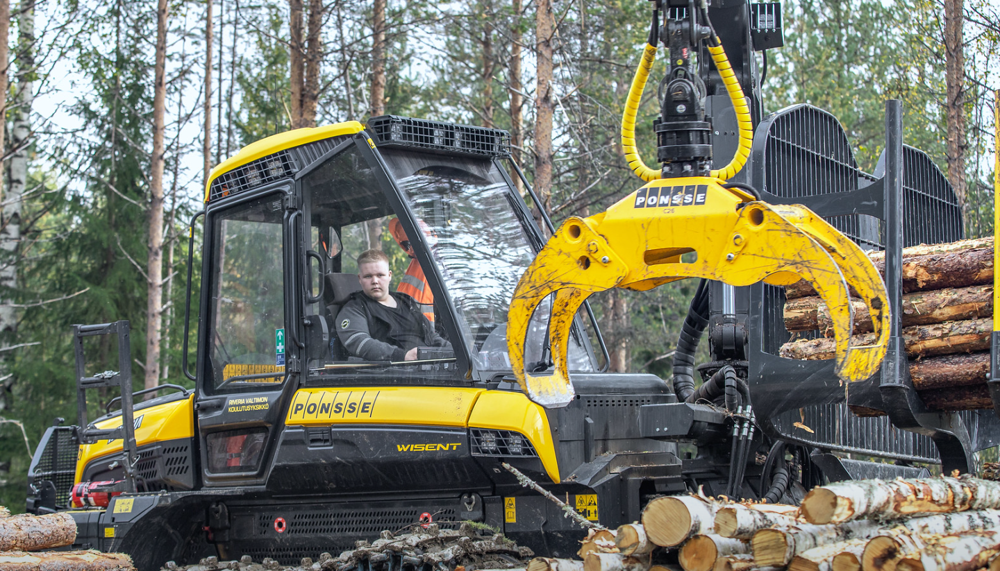 PONSSE
C26
RIVERIA VALTIMON
KOULUTUSYKSIKKÖ
PONSSE
WISENT